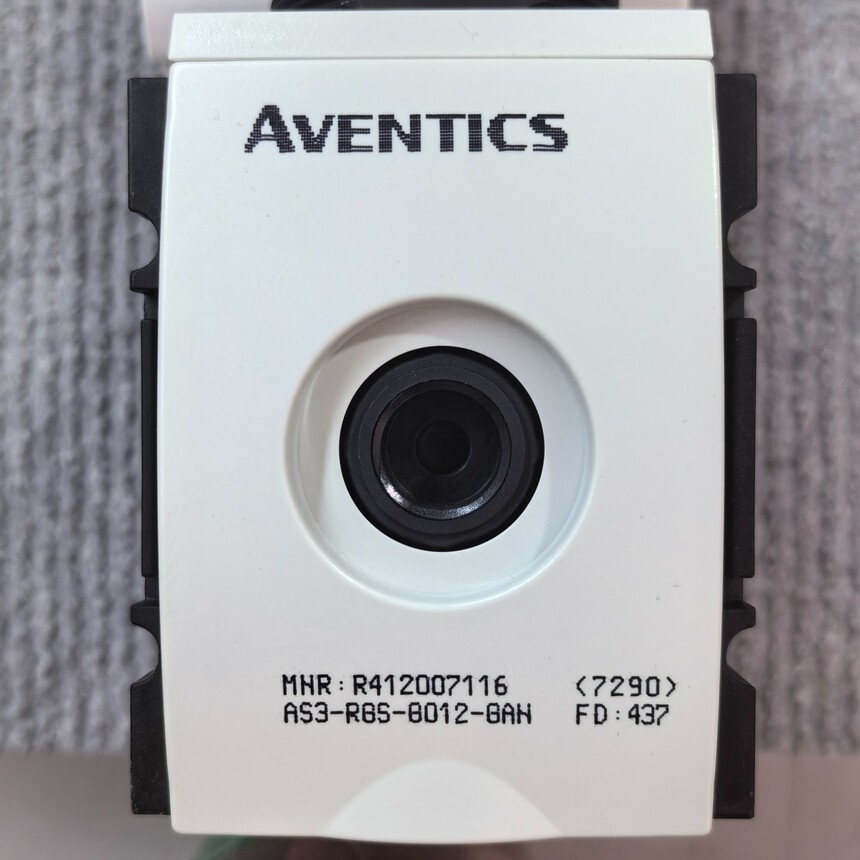 AVENTICS
MNR:R412007116 <7290>
AS3-RGS-G012-GAN FD:437